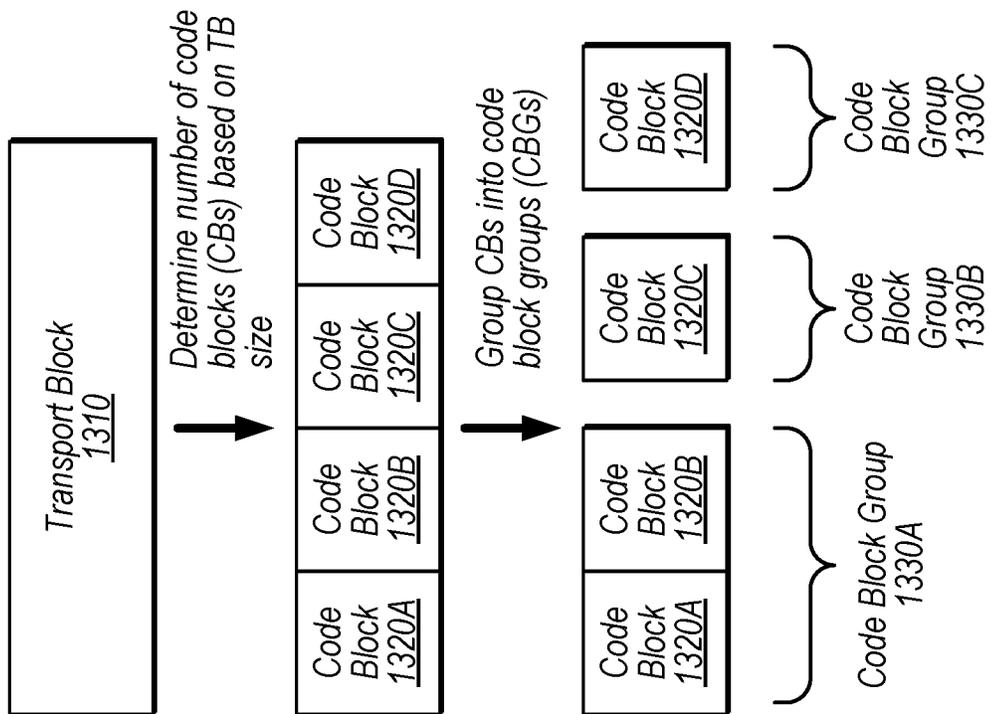 Transport Block
1310
Determine number of code
blocks (CBs) based on TB
size
Code
Block
1320A
Code
Block
1320B
Code
Block
1320C
Code
Block
1320D
Group CBs into code
block groups (CBGs)
Code
Block
1320A
Code
Block
1320B
Code
Block
1320C
Code
Block
1320D
Code Block Group
1330A
Code
Block
Group
1330B
Code
Block
Group
1330C